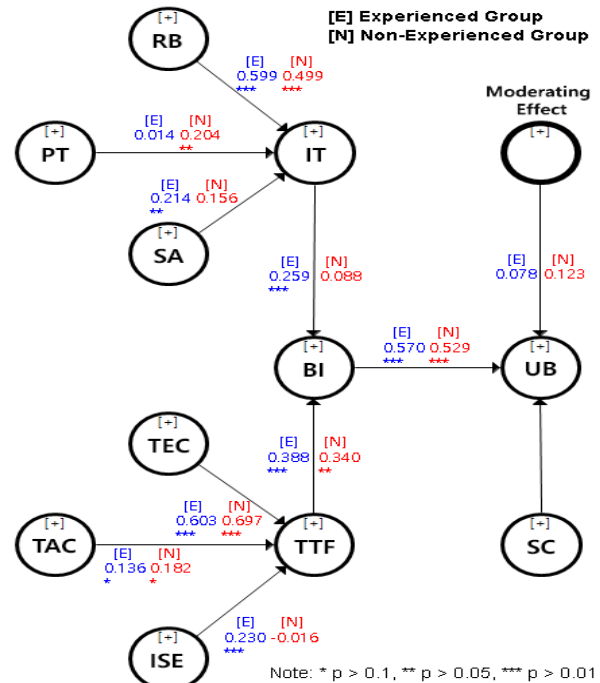 [E] Experienced Group
[N] Non-Experienced Group
[+]
RB
[E] [N]
0.599 0.499
*** ***
Moderating
Effect
[+]
[+]
PT
[E] [N]
0.014 0.204
**
[+]
IT
[E] [N]
0.214 0.156
**
[+]
SA
[E] [N]
0.259 0.088
***
[E] [N]
0.078 0.123
[+]
BI
[E] [N]
0.570 0.529
*** ***
[+]
UB
[+]
TEC
[E] [N]
0.388 0.340
*** **
[E] [N]
0.603 0.697
*** ***
[+]
TAC
[E] [N]
0.136 0.182
* *
[+]
TTF
[+]
SC
[E] [N]
0.230 -0.016
***
[+]
ISE
Note: * p > 0.1, ** p > 0.05, *** p > 0.01